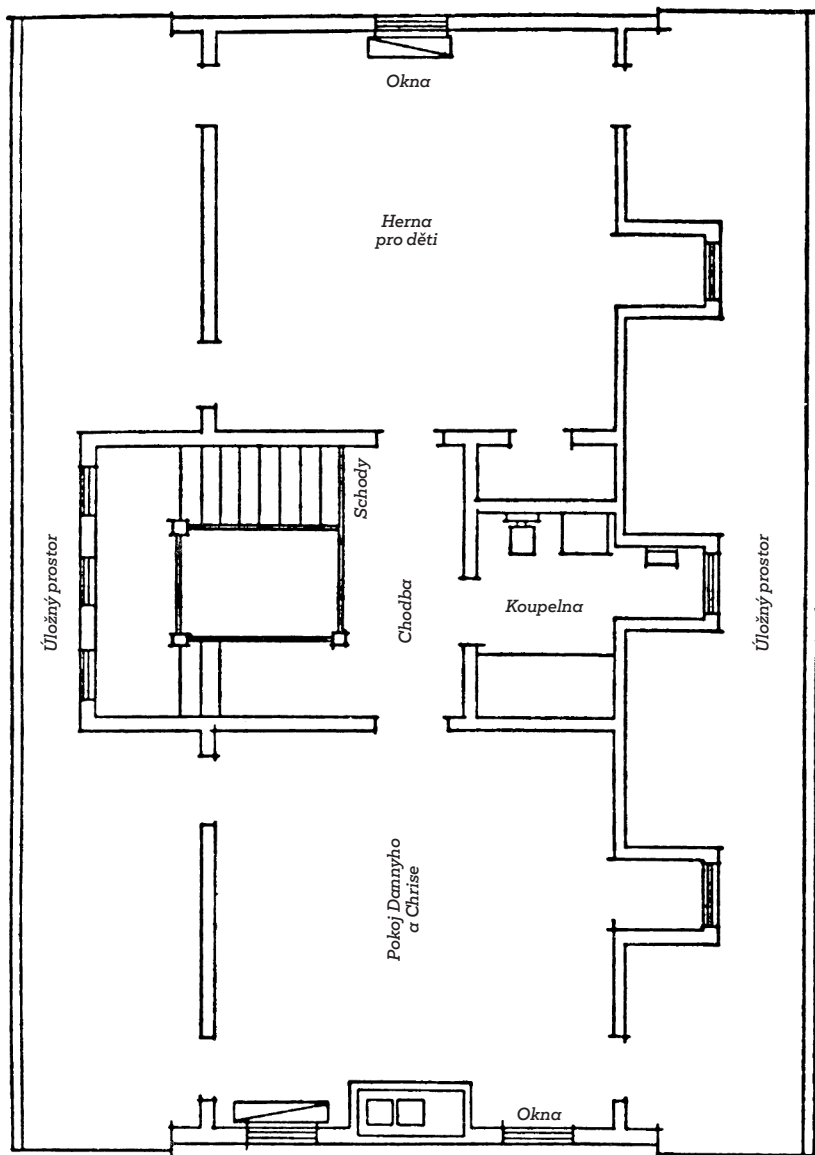 Okna
Herna
pro děti
Schody
Úložný prostor
Chodba
Koupelna
Úložný prostor
Pokoj Dannyho
a Chrise
Okna